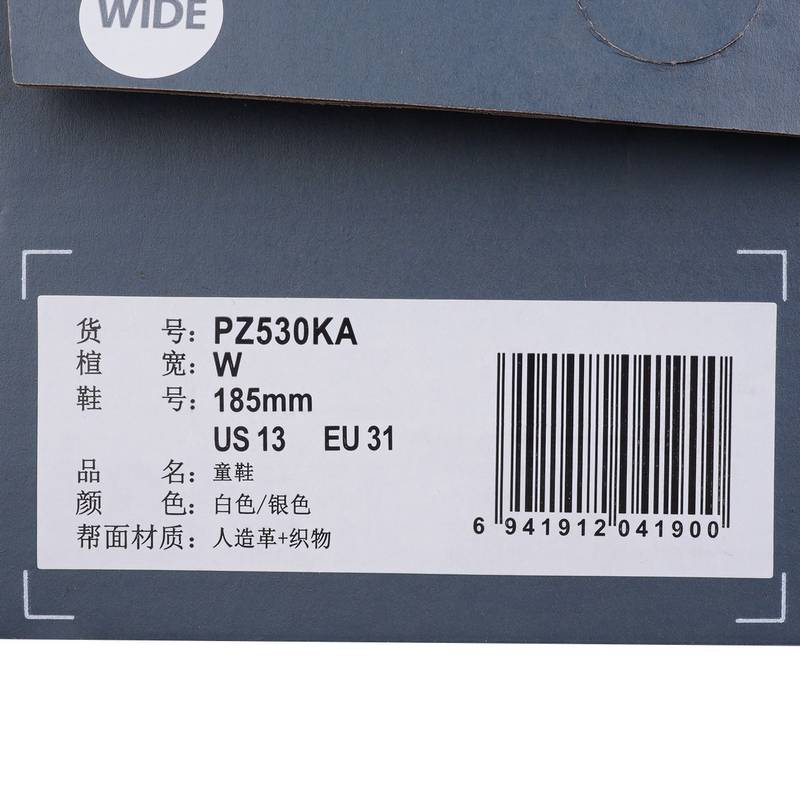 WIDE
货 号：PZ530KA
楦 宽：W
鞋 号：185mm
US 13 EU 31
品 名：童鞋
颜 色：白色/银色
帮面材质：人造革+织物
6 941912 041900